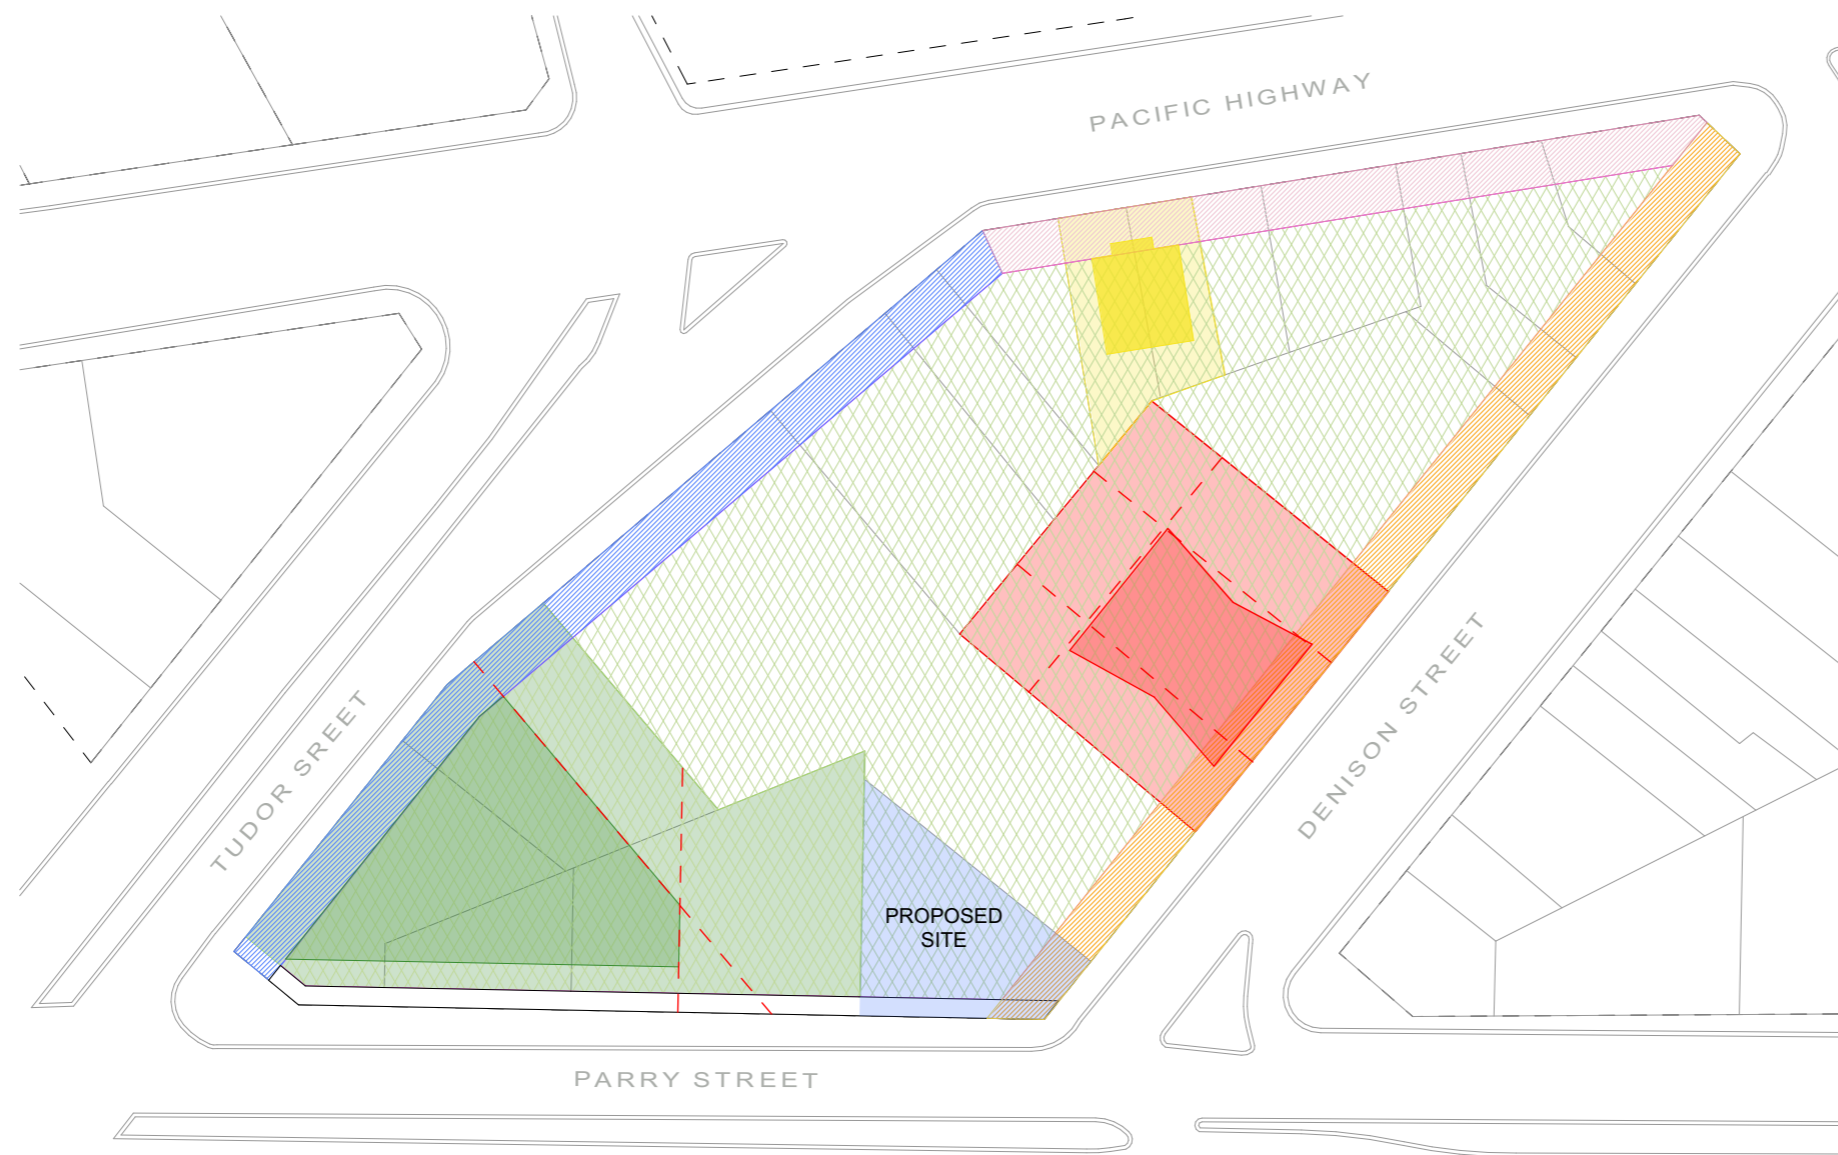 PACIFIC HIGHWAY
TUDOR SREET
DENISON STREET
PROPOSED
SITE
PARRY STREET